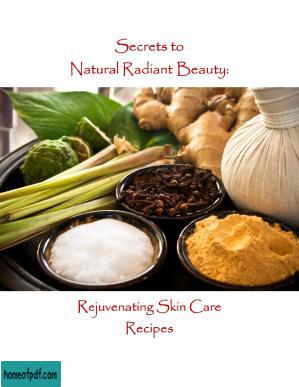 Secrets to
Natural Radiant Beauty:
Rejuvenating Skin Care
Recipes
homeofpdf.com